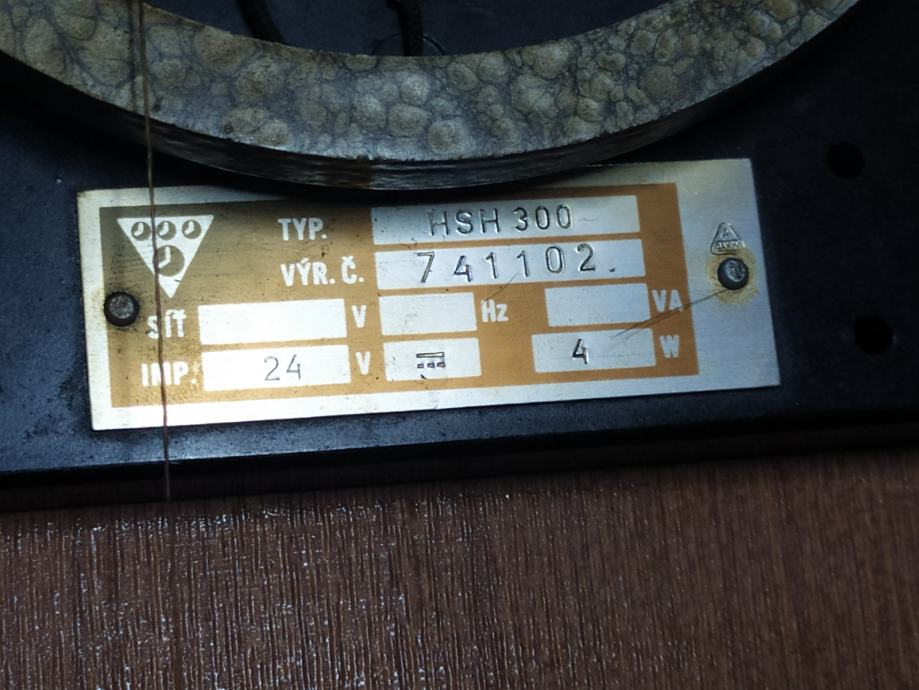 TYP. HSH 300
VÝR. Č. 741102.
SÍŤ V Hz VA
IMP. 24 V 4 W